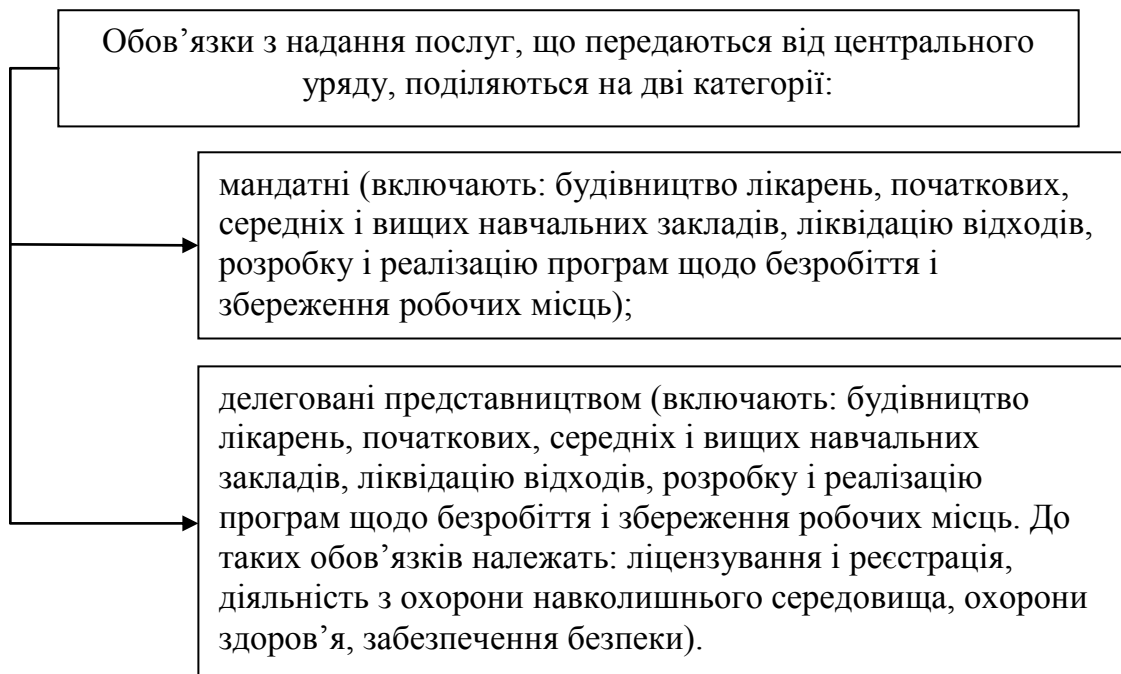 Обов’язки з надання послуг, що передаються від центрального
уряду, поділяються на дві категорії:
мандатні (включають: будівництво лікарень, початкових,
середніх і вищих навчальних закладів, ліквідацію відходів,
розробку і реалізацію програм щодо безробіття і
збереження робочих місць);
делеговані представництвом (включають: будівництво
лікарень, початкових, середніх і вищих навчальних
закладів, ліквідацію відходів, розробку і реалізацію
програм щодо безробіття і збереження робочих місць. До
таких обов’язків належать: ліцензування і реєстрація,
діяльність з охорони навколишнього середовища, охорони
здоров’я, забезпечення безпеки).